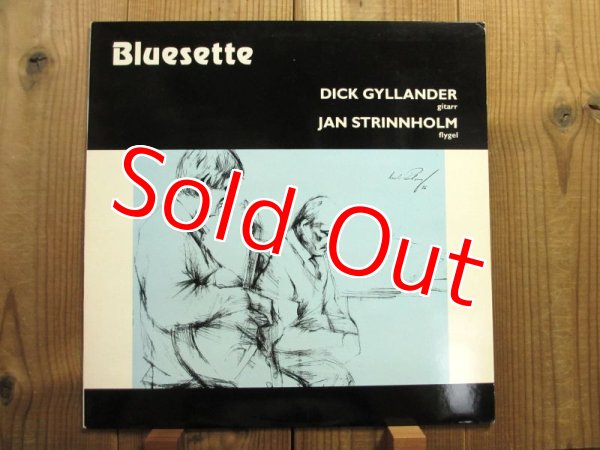 Bluesette
DICK GYLLANDER
gitarr
JAN STRINNHOLM
flygel
Sold Out